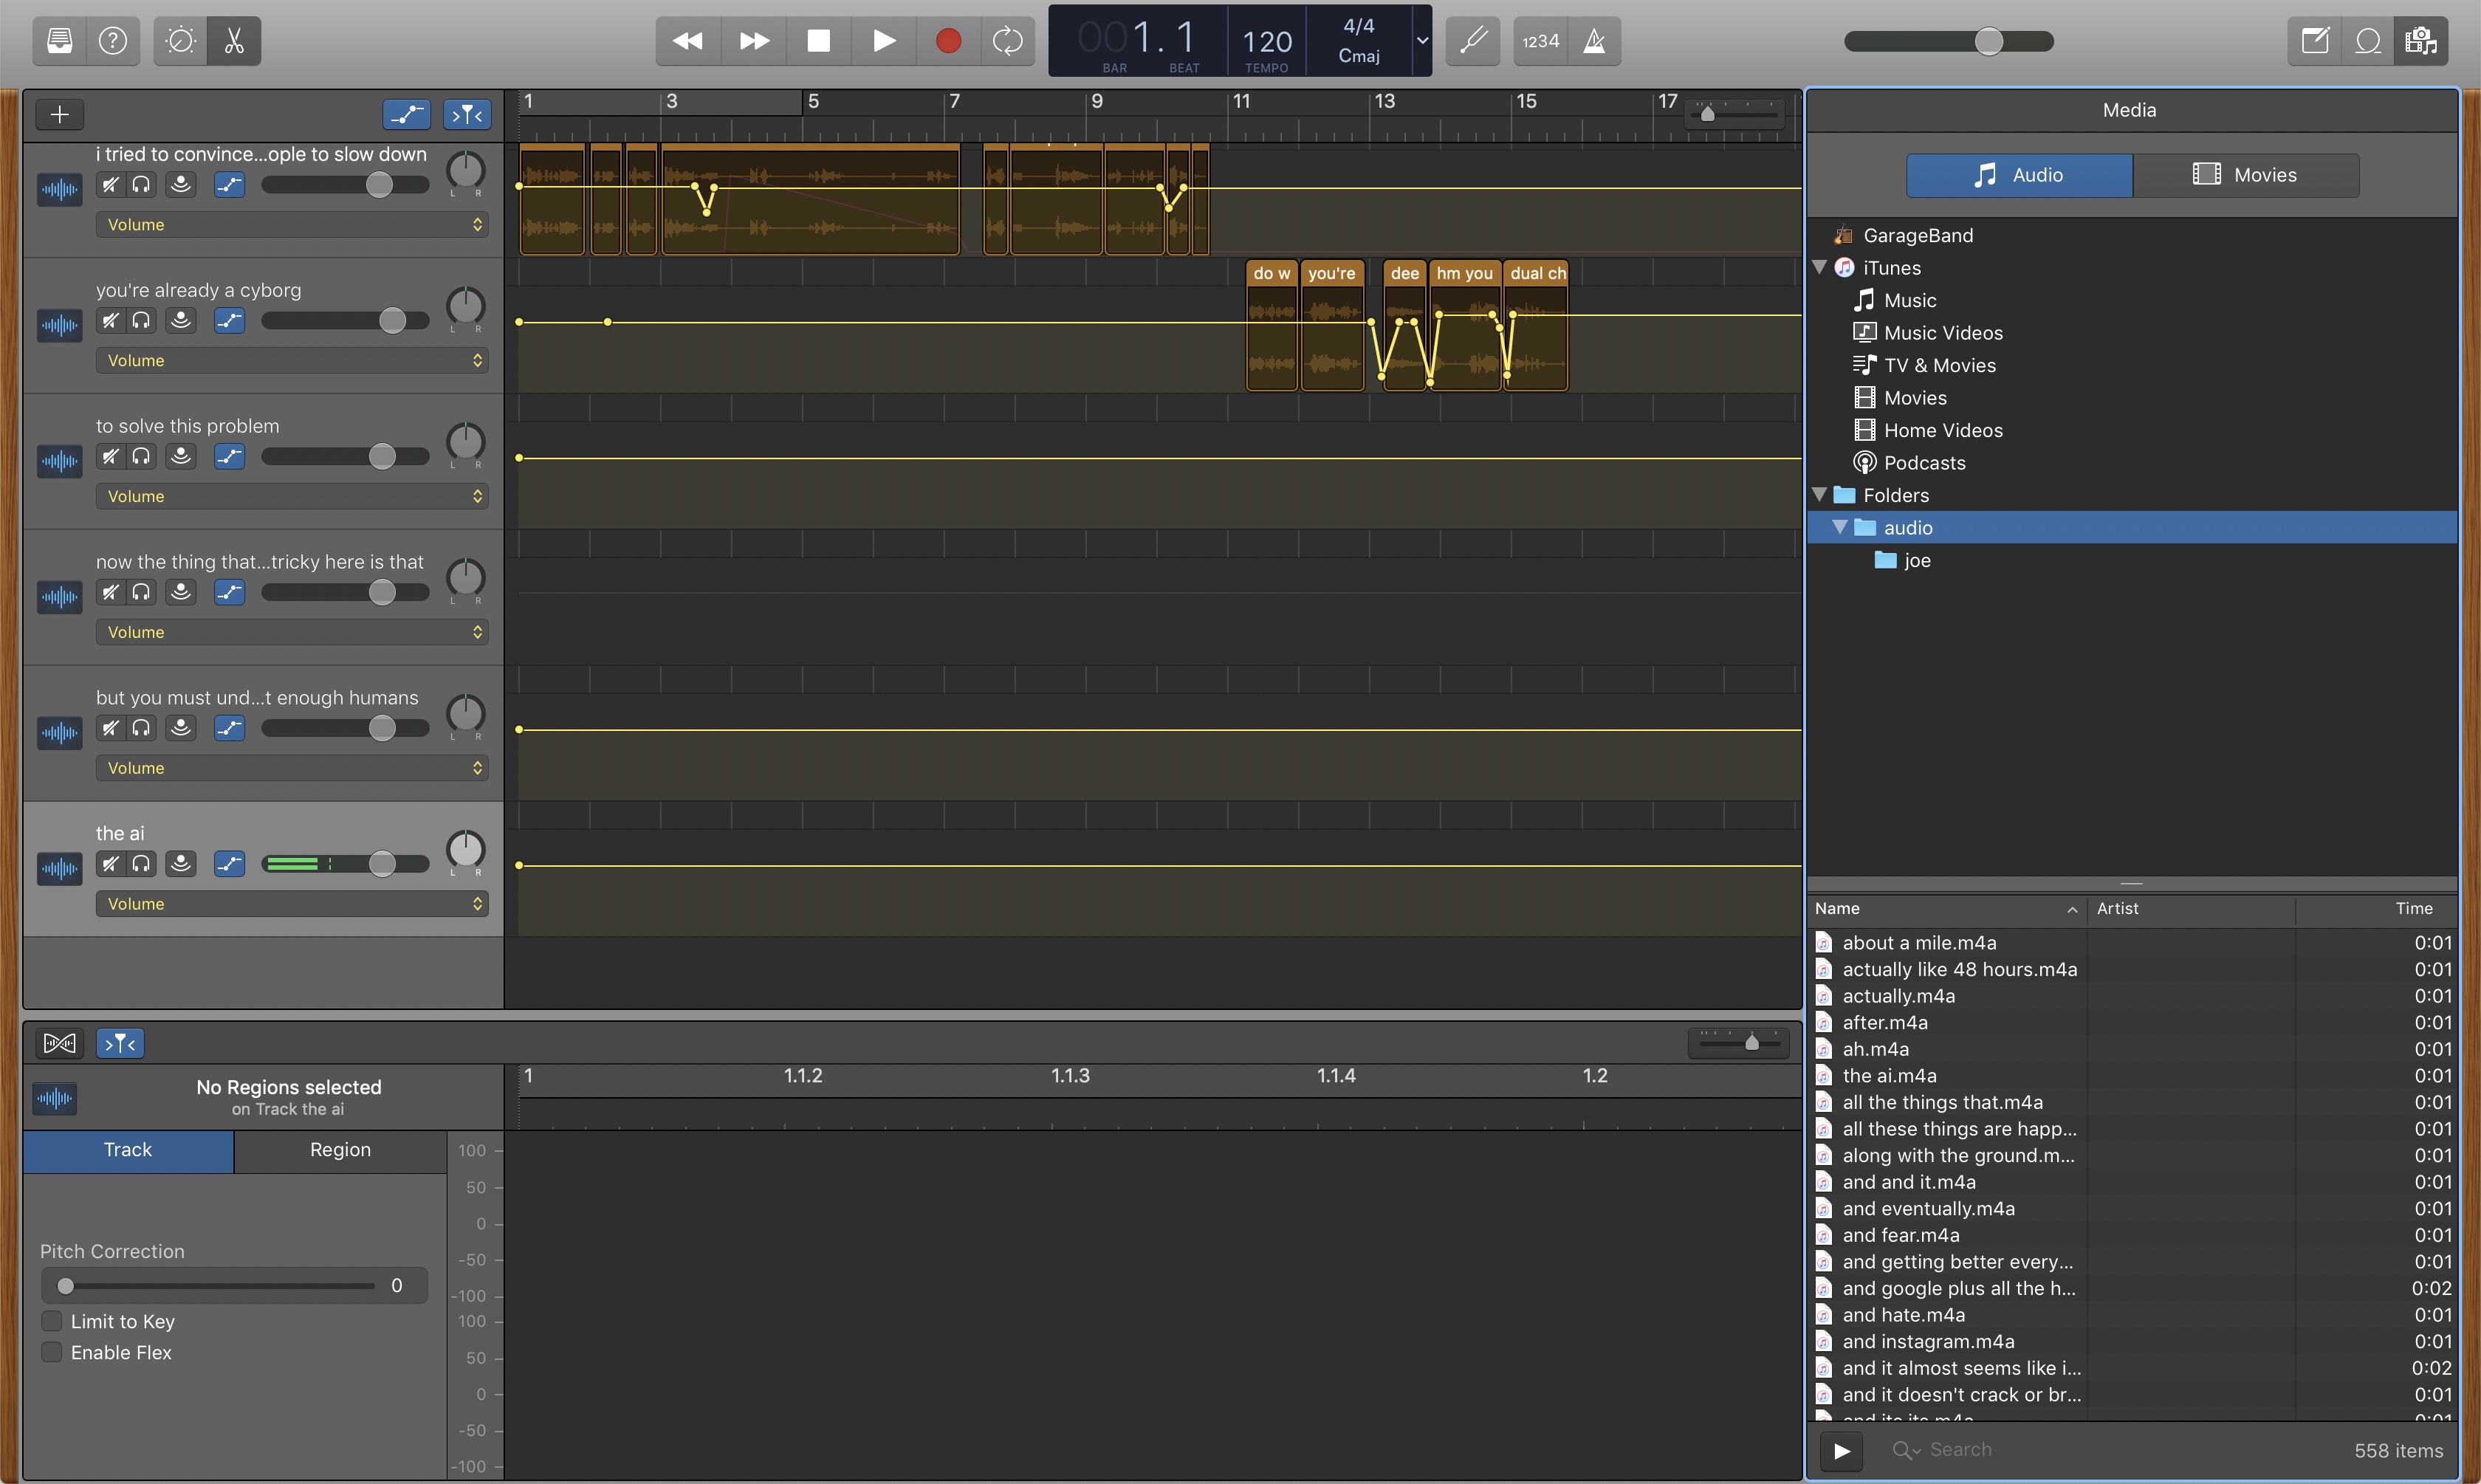 001. 1
BAR BEAT
120
TEMPO
4/4
Cmaj
1234
1 3 5 7 9 11 13 15 17
i tried to convince...ople to slow down
L R
Volume
you're already a cyborg
L R
Volume
do w you're dee hm you dual ch
to solve this problem
L R
Volume
now the thing that...tricky here is that
L R
Volume
but you must und...t enough humans
L R
Volume
the ai
L R
Volume
1 1.1.2 1.1.3 1.1.4 1.2
No Regions selected
on Track the ai
Track Region
Pitch Correction
0
Limit to Key
Enable Flex
100
50
0
-50
-100
100
50
0
-50
-100
Media
Audio Movies
GarageBand
iTunes
Music
Music Videos
TV & Movies
Movies
Home Videos
Podcasts
Folders
audio
joe
Name Artist Time
about a mile.m4a 0:01
actually like 48 hours.m4a 0:01
actually.m4a 0:01
after.m4a 0:01
ah.m4a 0:01
the ai.m4a 0:01
all the things that.m4a 0:01
all these things are happ... 0:01
along with the ground.m... 0:01
and and it.m4a 0:01
and eventually.m4a 0:01
and fear.m4a 0:01
and getting better every... 0:01
and google plus all the h... 0:02
and hate.m4a 0:01
and instagram.m4a 0:01
and it almost seems like i... 0:02
and it doesn't crack or br... 0:01
Search
558 items